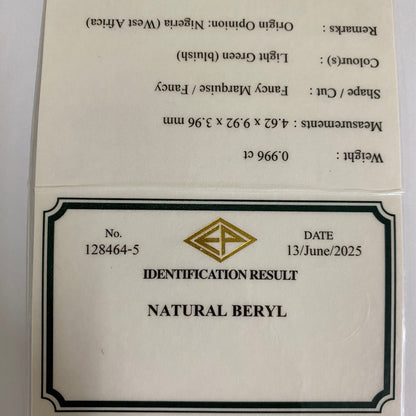 Weight : 0.996 ct
Measurements : 4.62 x 9.92 x 3.96 mm
Shape / Cut : Fancy Marquise / Fancy
Colour(s) : Light Green (bluish)
Remarks : Origin Opinion: Nigeria (West Africa)
No. DATE
128464-5 13/June/2025
EP
IDENTIFICATION RESULT
NATURAL BERYL